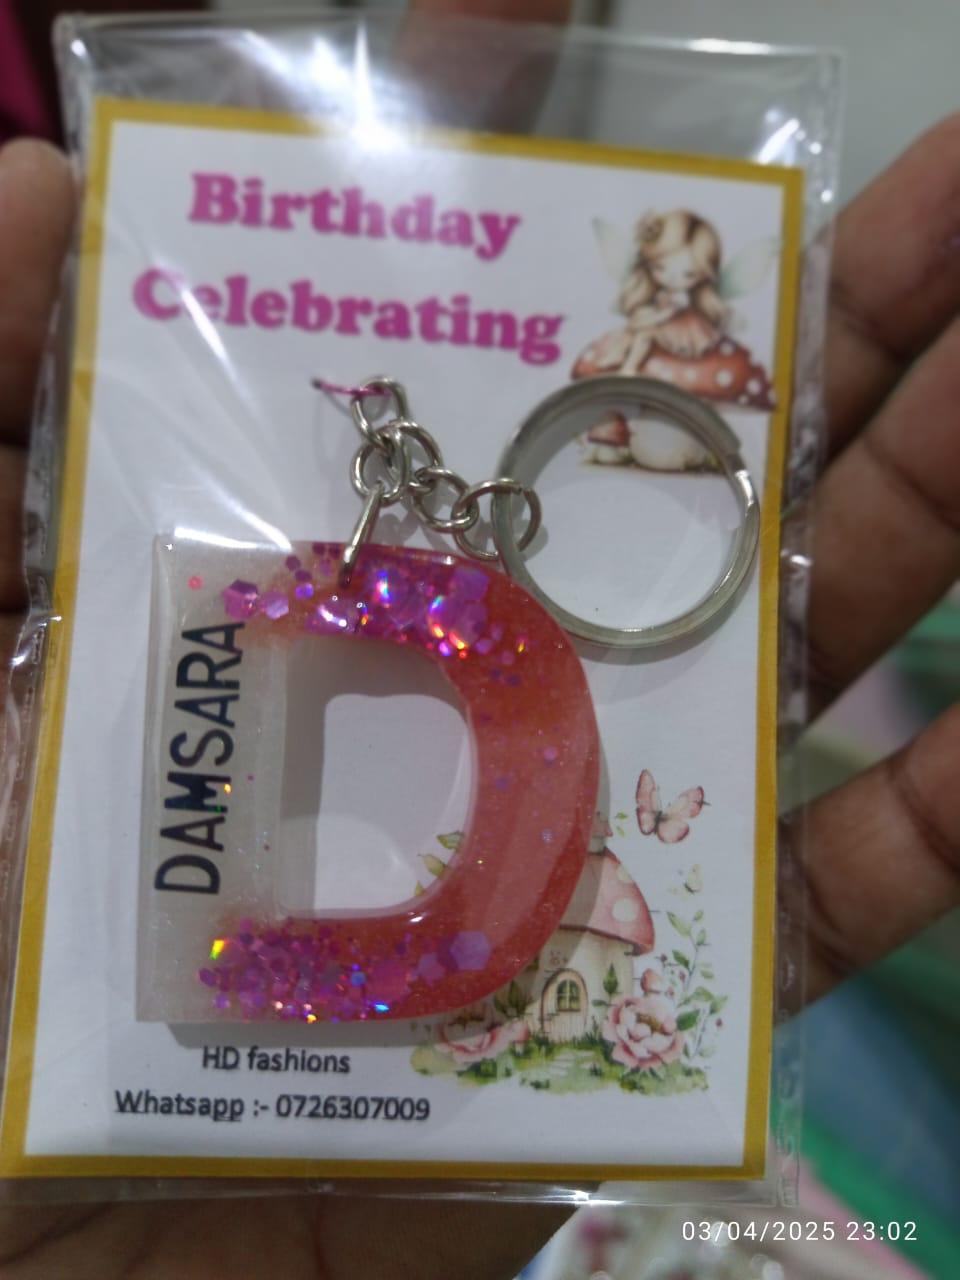 Birthday
Celebrating
DAMSARA
HD fashions
Whatsapp :- 0726307009
03/04/2025 23:02